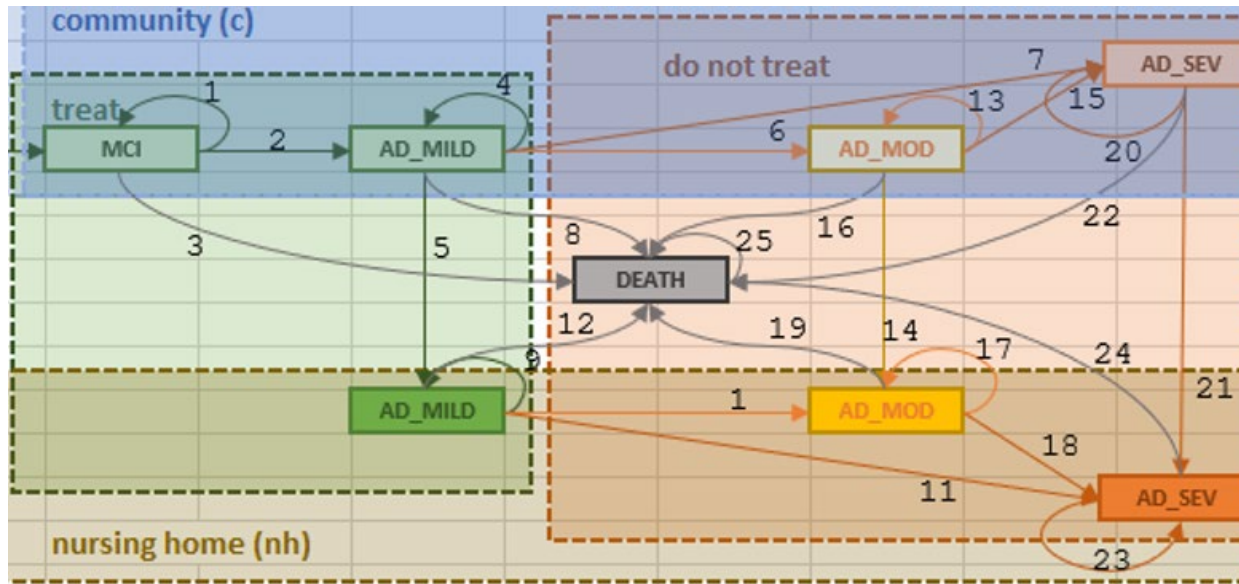 community (c)
do not treat
7
AD_SEV
treat
1
4
13
15
2
6
MCI
AD_MILD
AD_MOD
20
3
5
8
16
22
25
DEATH
12
19
14
17
24
9
21
AD_MILD
1
AD_MOD
18
11
AD_SEV
nursing home (nh)
23